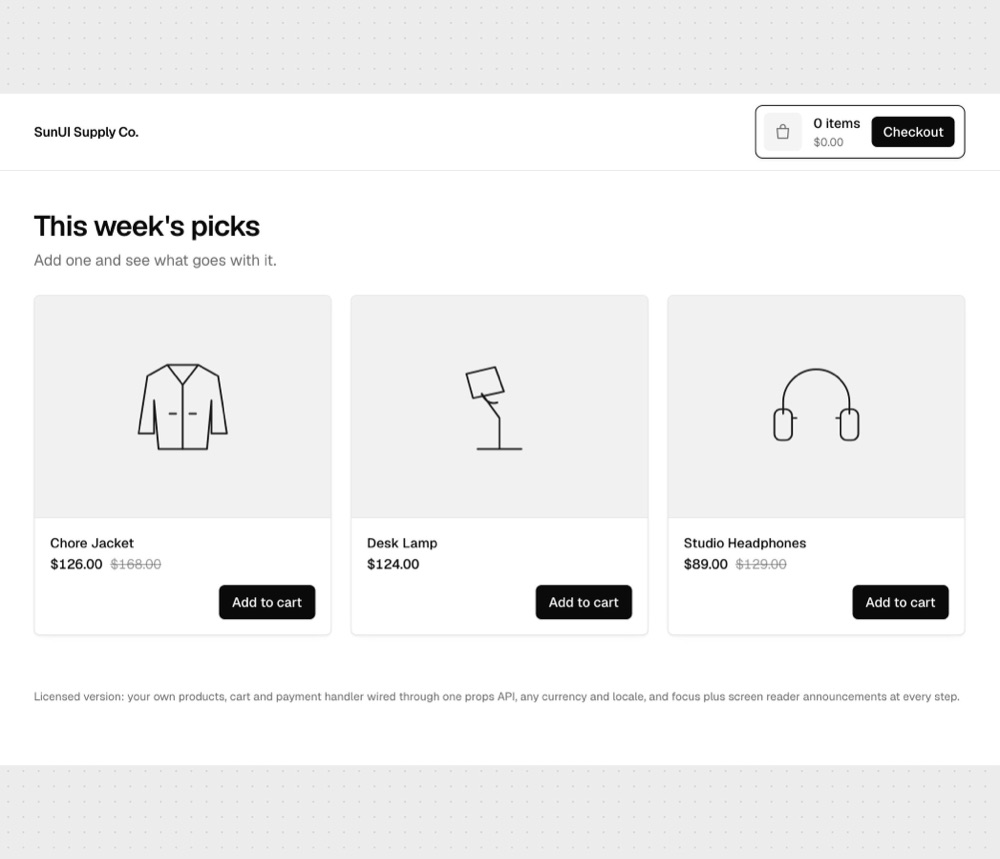 SunUI Supply Co.
0 items
$0.00
Checkout
This week's picks
Add one and see what goes with it.
Chore Jacket
$126.00 $168.00
Add to cart
Desk Lamp
$124.00
Add to cart
Studio Headphones
$89.00 $129.00
Add to cart
Licensed version: your own products, cart and payment handler wired through one props API, any currency and locale, and focus plus screen reader announcements at every step.